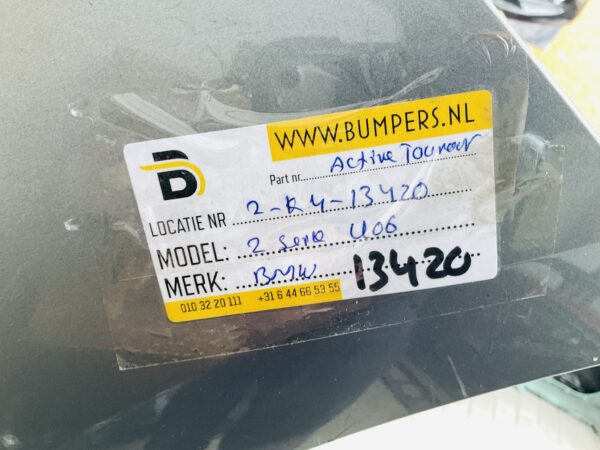 WWW.BUMPERS.NL
B
Part nr. Active Tourer
LOCATIE NR 2-R4-13420
MODEL: 2 serie U06
MERK: BMW 13420
010 32 20 111 +31 6 44 66 53 55